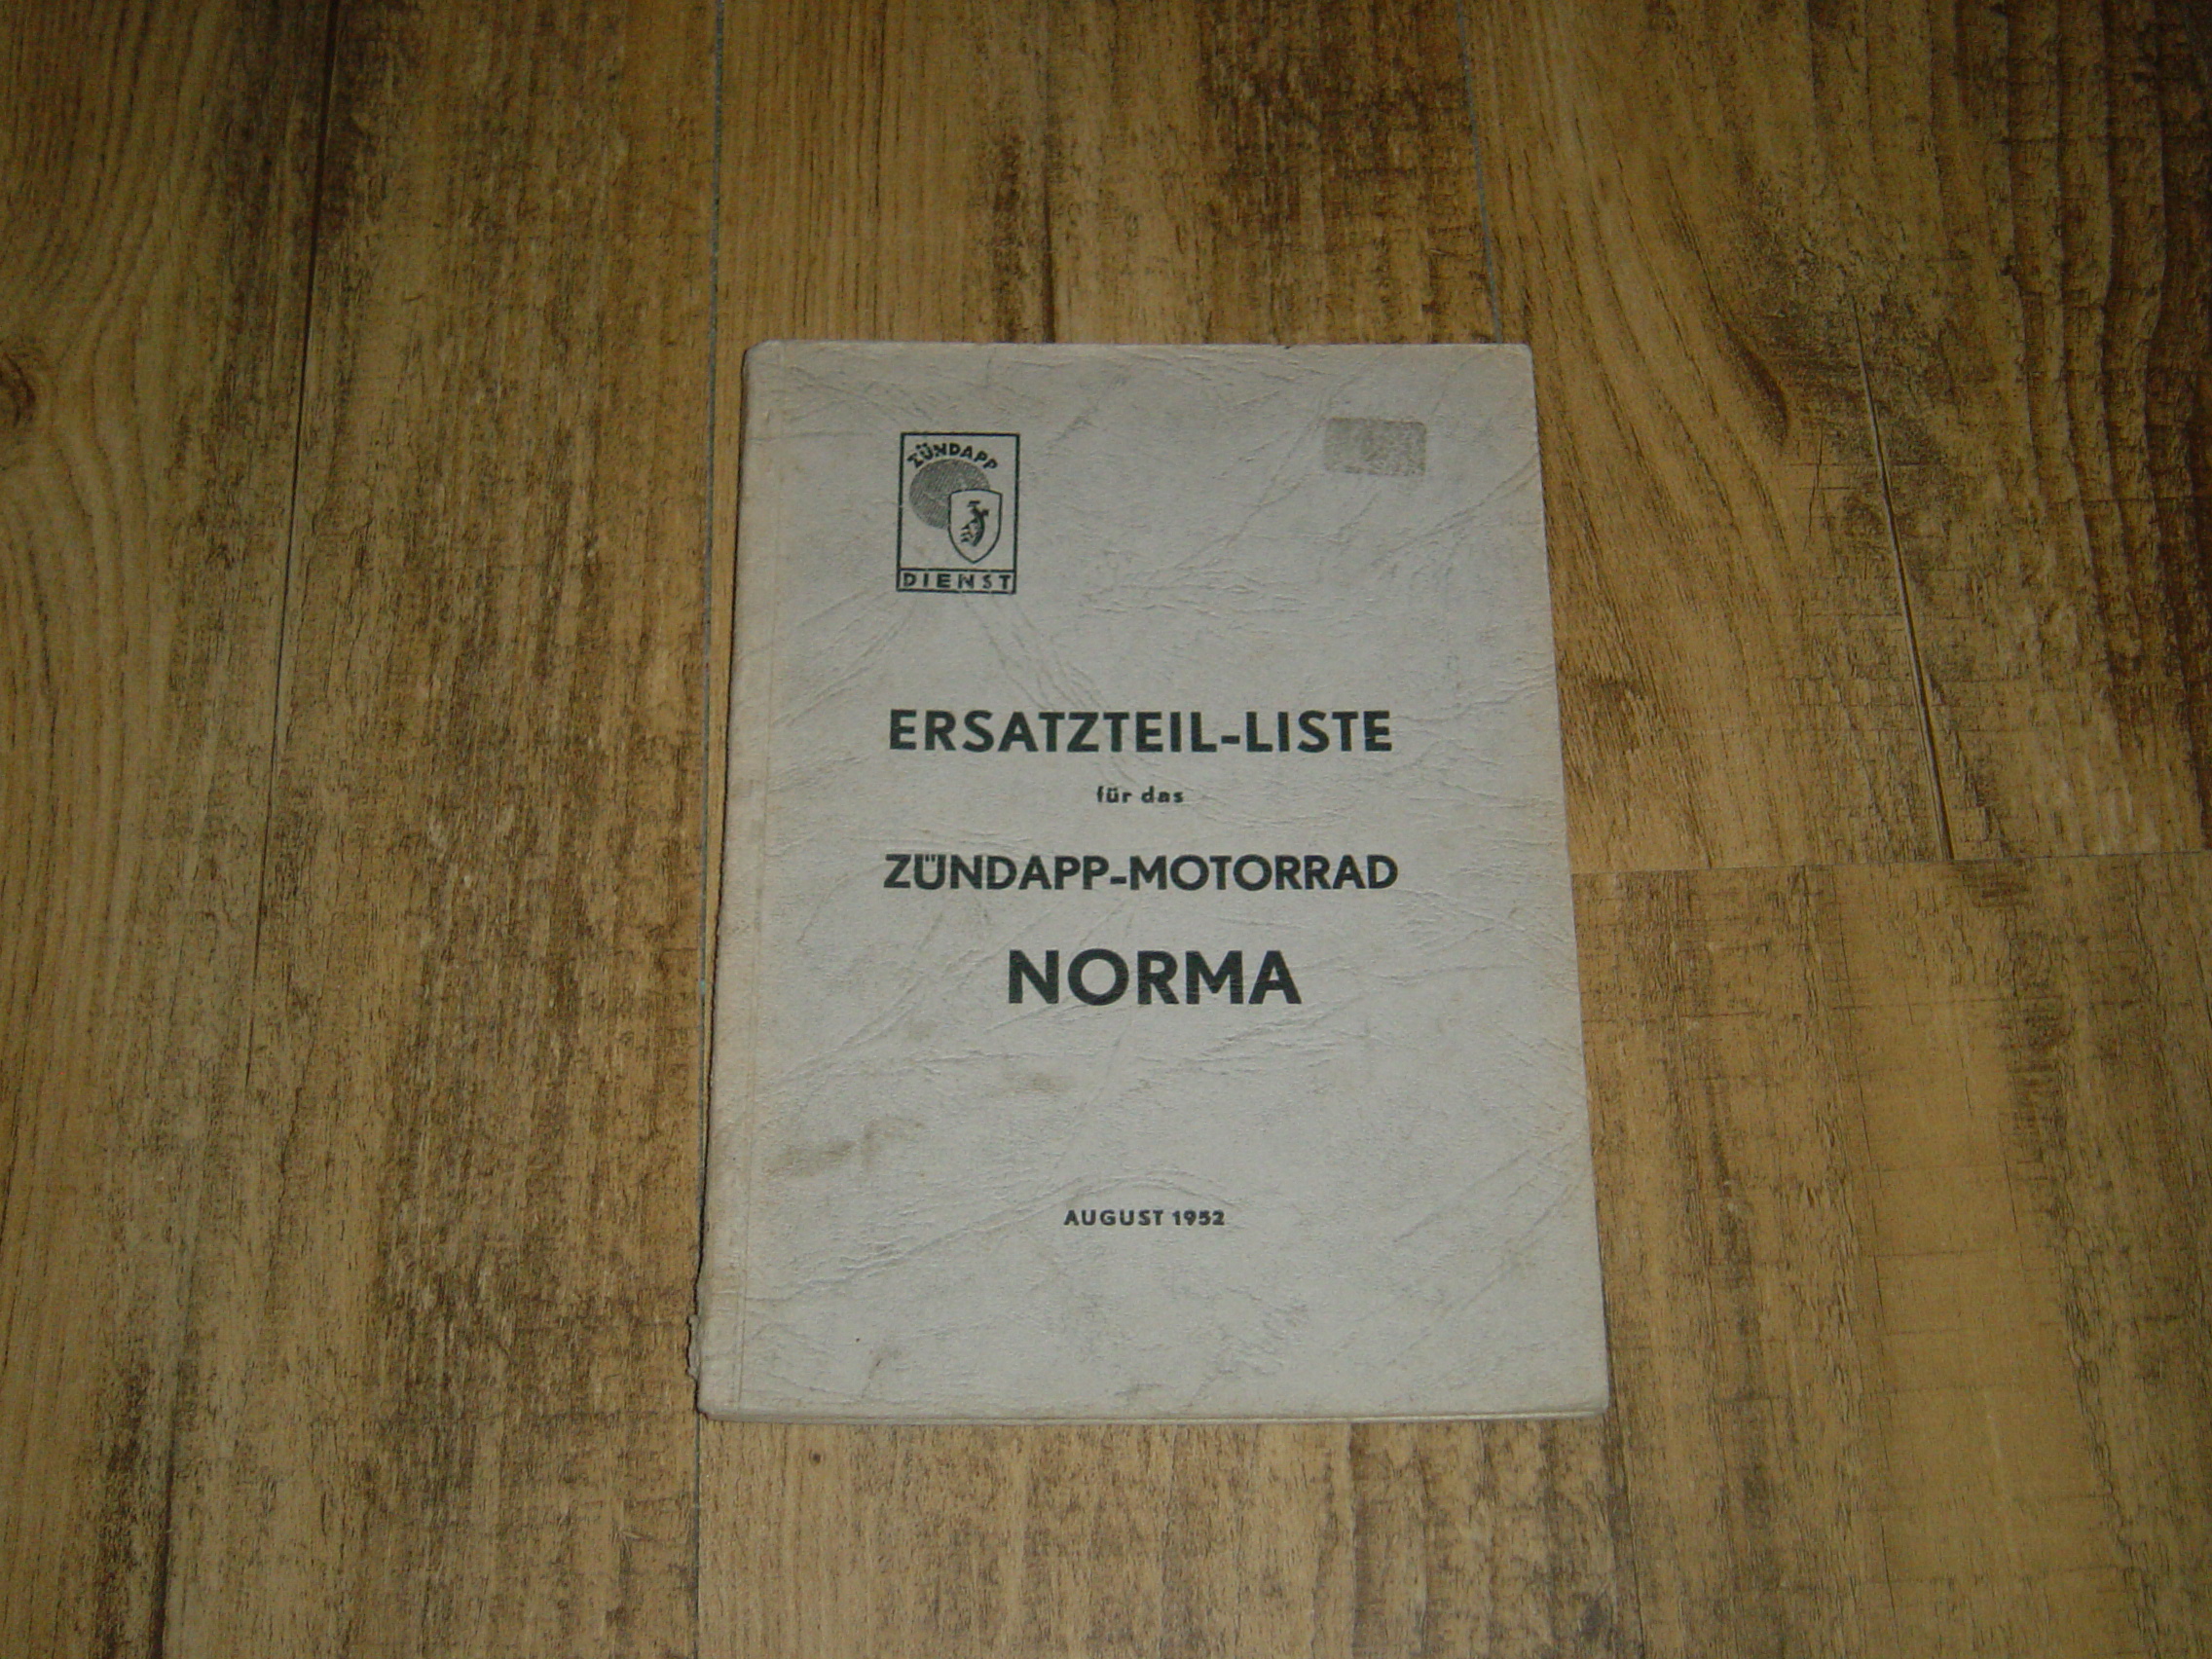 ZÜNDAPP
DIENST
ERSATZTEIL-LISTE
für das
ZÜNDAPP-MOTORRAD
NORMA
AUGUST 1952